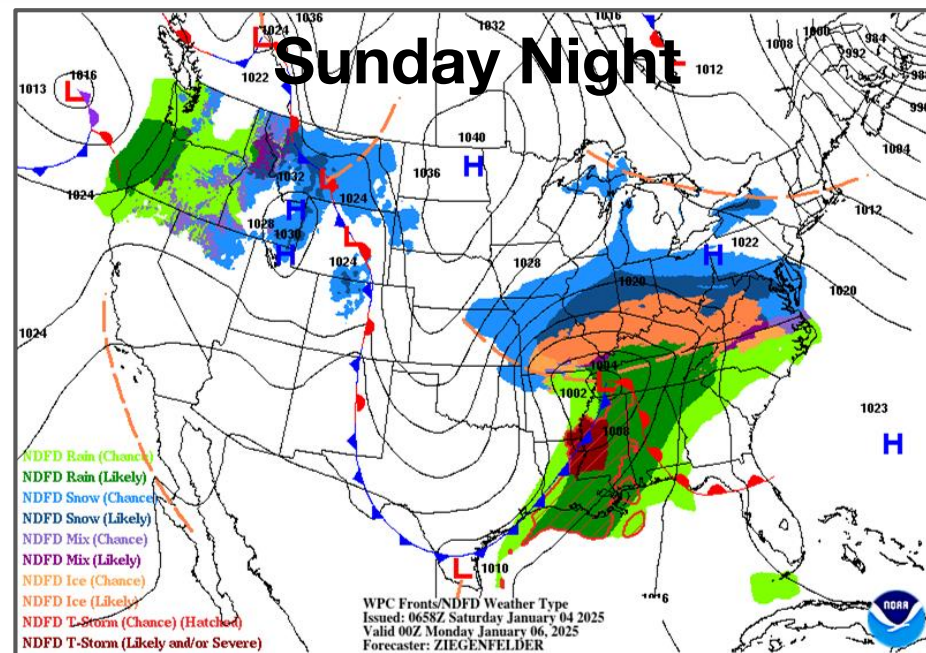 Sunday Night
1036
1032
1016
1024
1008
1000
984
992
1016
1022
1012
1013
1040
1004
1036
1032
1024
1024
1012
1028
1030
1022
1024
1028
1020
1020
1024
1004
1002
1008
1023
1010
1016
L
L
L
L
L
L
L
H
H
H
H
H
NDFD Rain (Chance)
NDFD Rain (Likely)
NDFD Snow (Chance)
NDFD Snow (Likely)
NDFD Mix (Chance)
NDFD Mix (Likely)
NDFD Ice (Chance)
NDFD Ice (Likely)
NDFD T-Storm (Chance) (Hatched)
NDFD T-Storm (Likely and/or Severe)
WPC Fronts/NDFD Weather Type
Issued: 0658Z Saturday January 04 2025
Valid 00Z Monday January 06, 2025
Forecaster: ZIEGENFELDER
NOAA